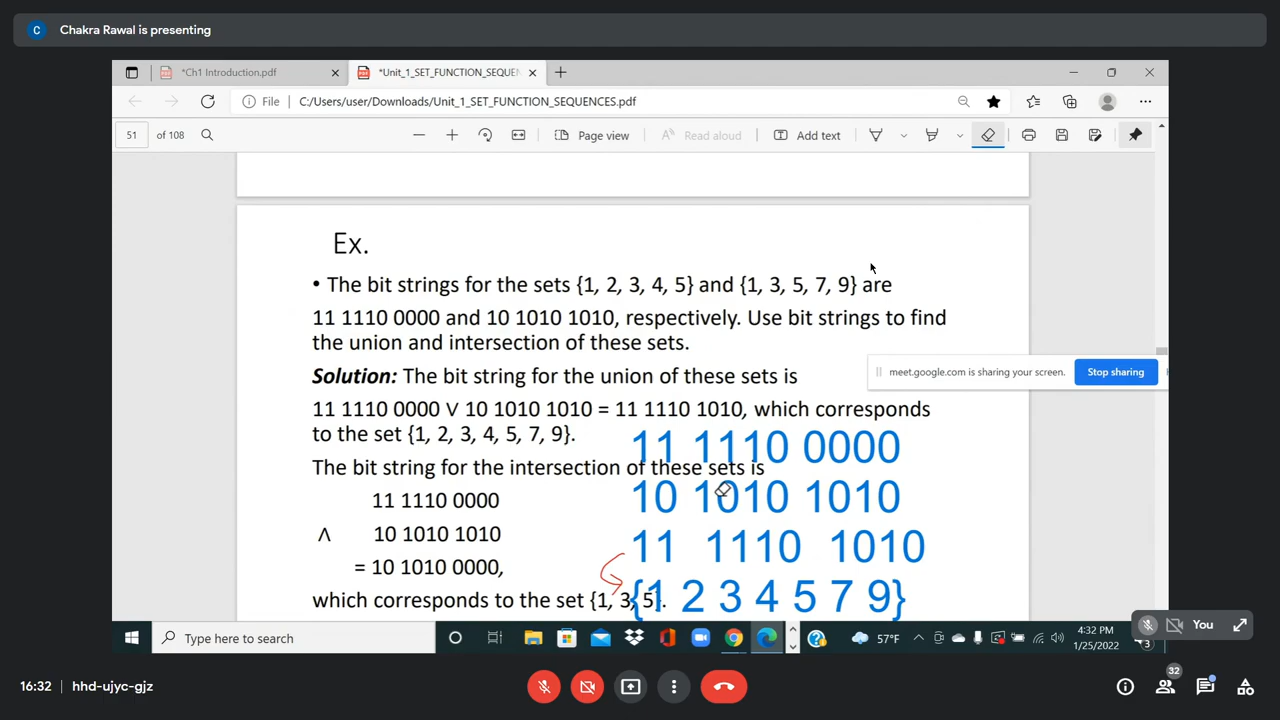 C Chakra Rawal is presenting
*Ch1 Introduction.pdf
*Unit_1_SET_FUNCTION_SEQUEN
File C:/Users/user/Downloads/Unit_1_SET_FUNCTION_SEQUENCES.pdf
51 of 108 Page view Read aloud Add text
Ex.
• The bit strings for the sets {1, 2, 3, 4, 5} and {1, 3, 5, 7, 9} are
11 1110 0000 and 10 1010 1010, respectively. Use bit strings to find
the union and intersection of these sets.
meet.google.com is sharing your screen. Stop sharing
Solution: The bit string for the union of these sets is
11 1110 0000 ∨ 10 1010 1010 = 11 1110 1010, which corresponds
to the set {1, 2, 3, 4, 5, 7, 9}.
11 1110 0000
The bit string for the intersection of these sets is
11 1110 0000
10 1010 1010
∧ 10 1010 1010
11 1110 1010
= 10 1010 0000,
which corresponds to the set {1, 3, 5}.
{1 2 3 4 5 7 9}
You
Type here to search
57°F
4:32 PM
1/25/2022
3
16:32 | hhd-ujyc-gjz
32